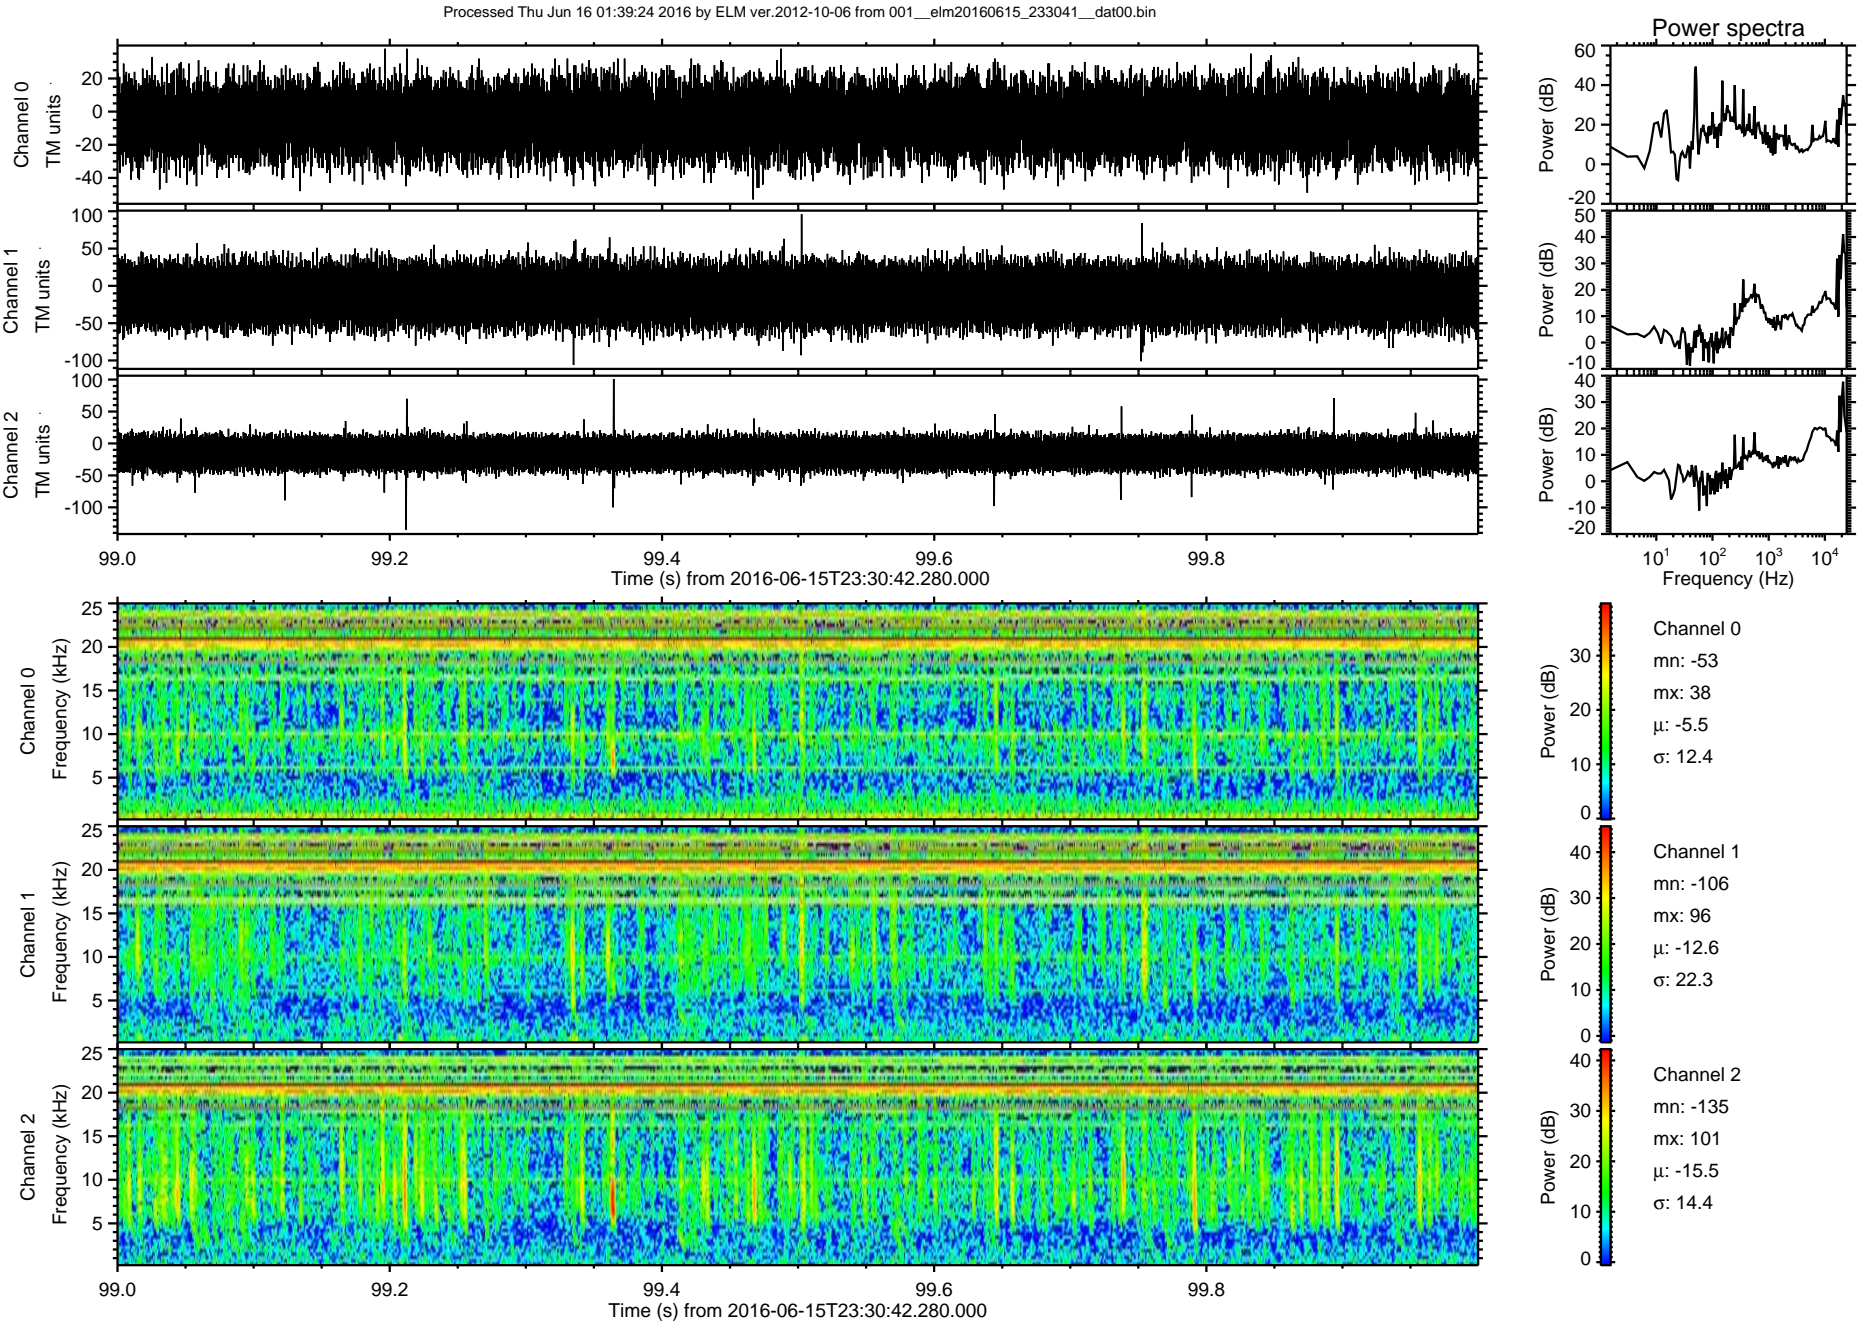 Processed Thu Jun 16 01:39:24 2016 by ELM ver.2012-10-06 from 001__elm20160615_233041__dat00.bin
Power spectra
Channel 0
TM units
20
0
-20
-40
Power (dB)
60
40
20
0
-20
Channel 1
TM units
100
50
0
-50
-100
Power (dB)
50
40
30
20
10
0
-10
Channel 2
TM units
100
50
0
-50
-100
Power (dB)
40
30
20
10
0
-10
-20
99.0 99.2 99.4 99.6 99.8
Time (s) from 2016-06-15T23:30:42.280.000
10^1 10^2 10^3 10^4
Frequency (Hz)
Channel 0
Frequency (kHz)
25
20
15
10
5
Power (dB)
30
20
10
0
Channel 0
mn: -53
mx: 38
μ: -5.5
σ: 12.4
Channel 1
Frequency (kHz)
25
20
15
10
5
Power (dB)
40
30
20
10
0
Channel 1
mn: -106
mx: 96
μ: -12.6
σ: 22.3
Channel 2
Frequency (kHz)
25
20
15
10
5
Power (dB)
40
30
20
10
0
Channel 2
mn: -135
mx: 101
μ: -15.5
σ: 14.4
99.0 99.2 99.4 99.6 99.8
Time (s) from 2016-06-15T23:30:42.280.000